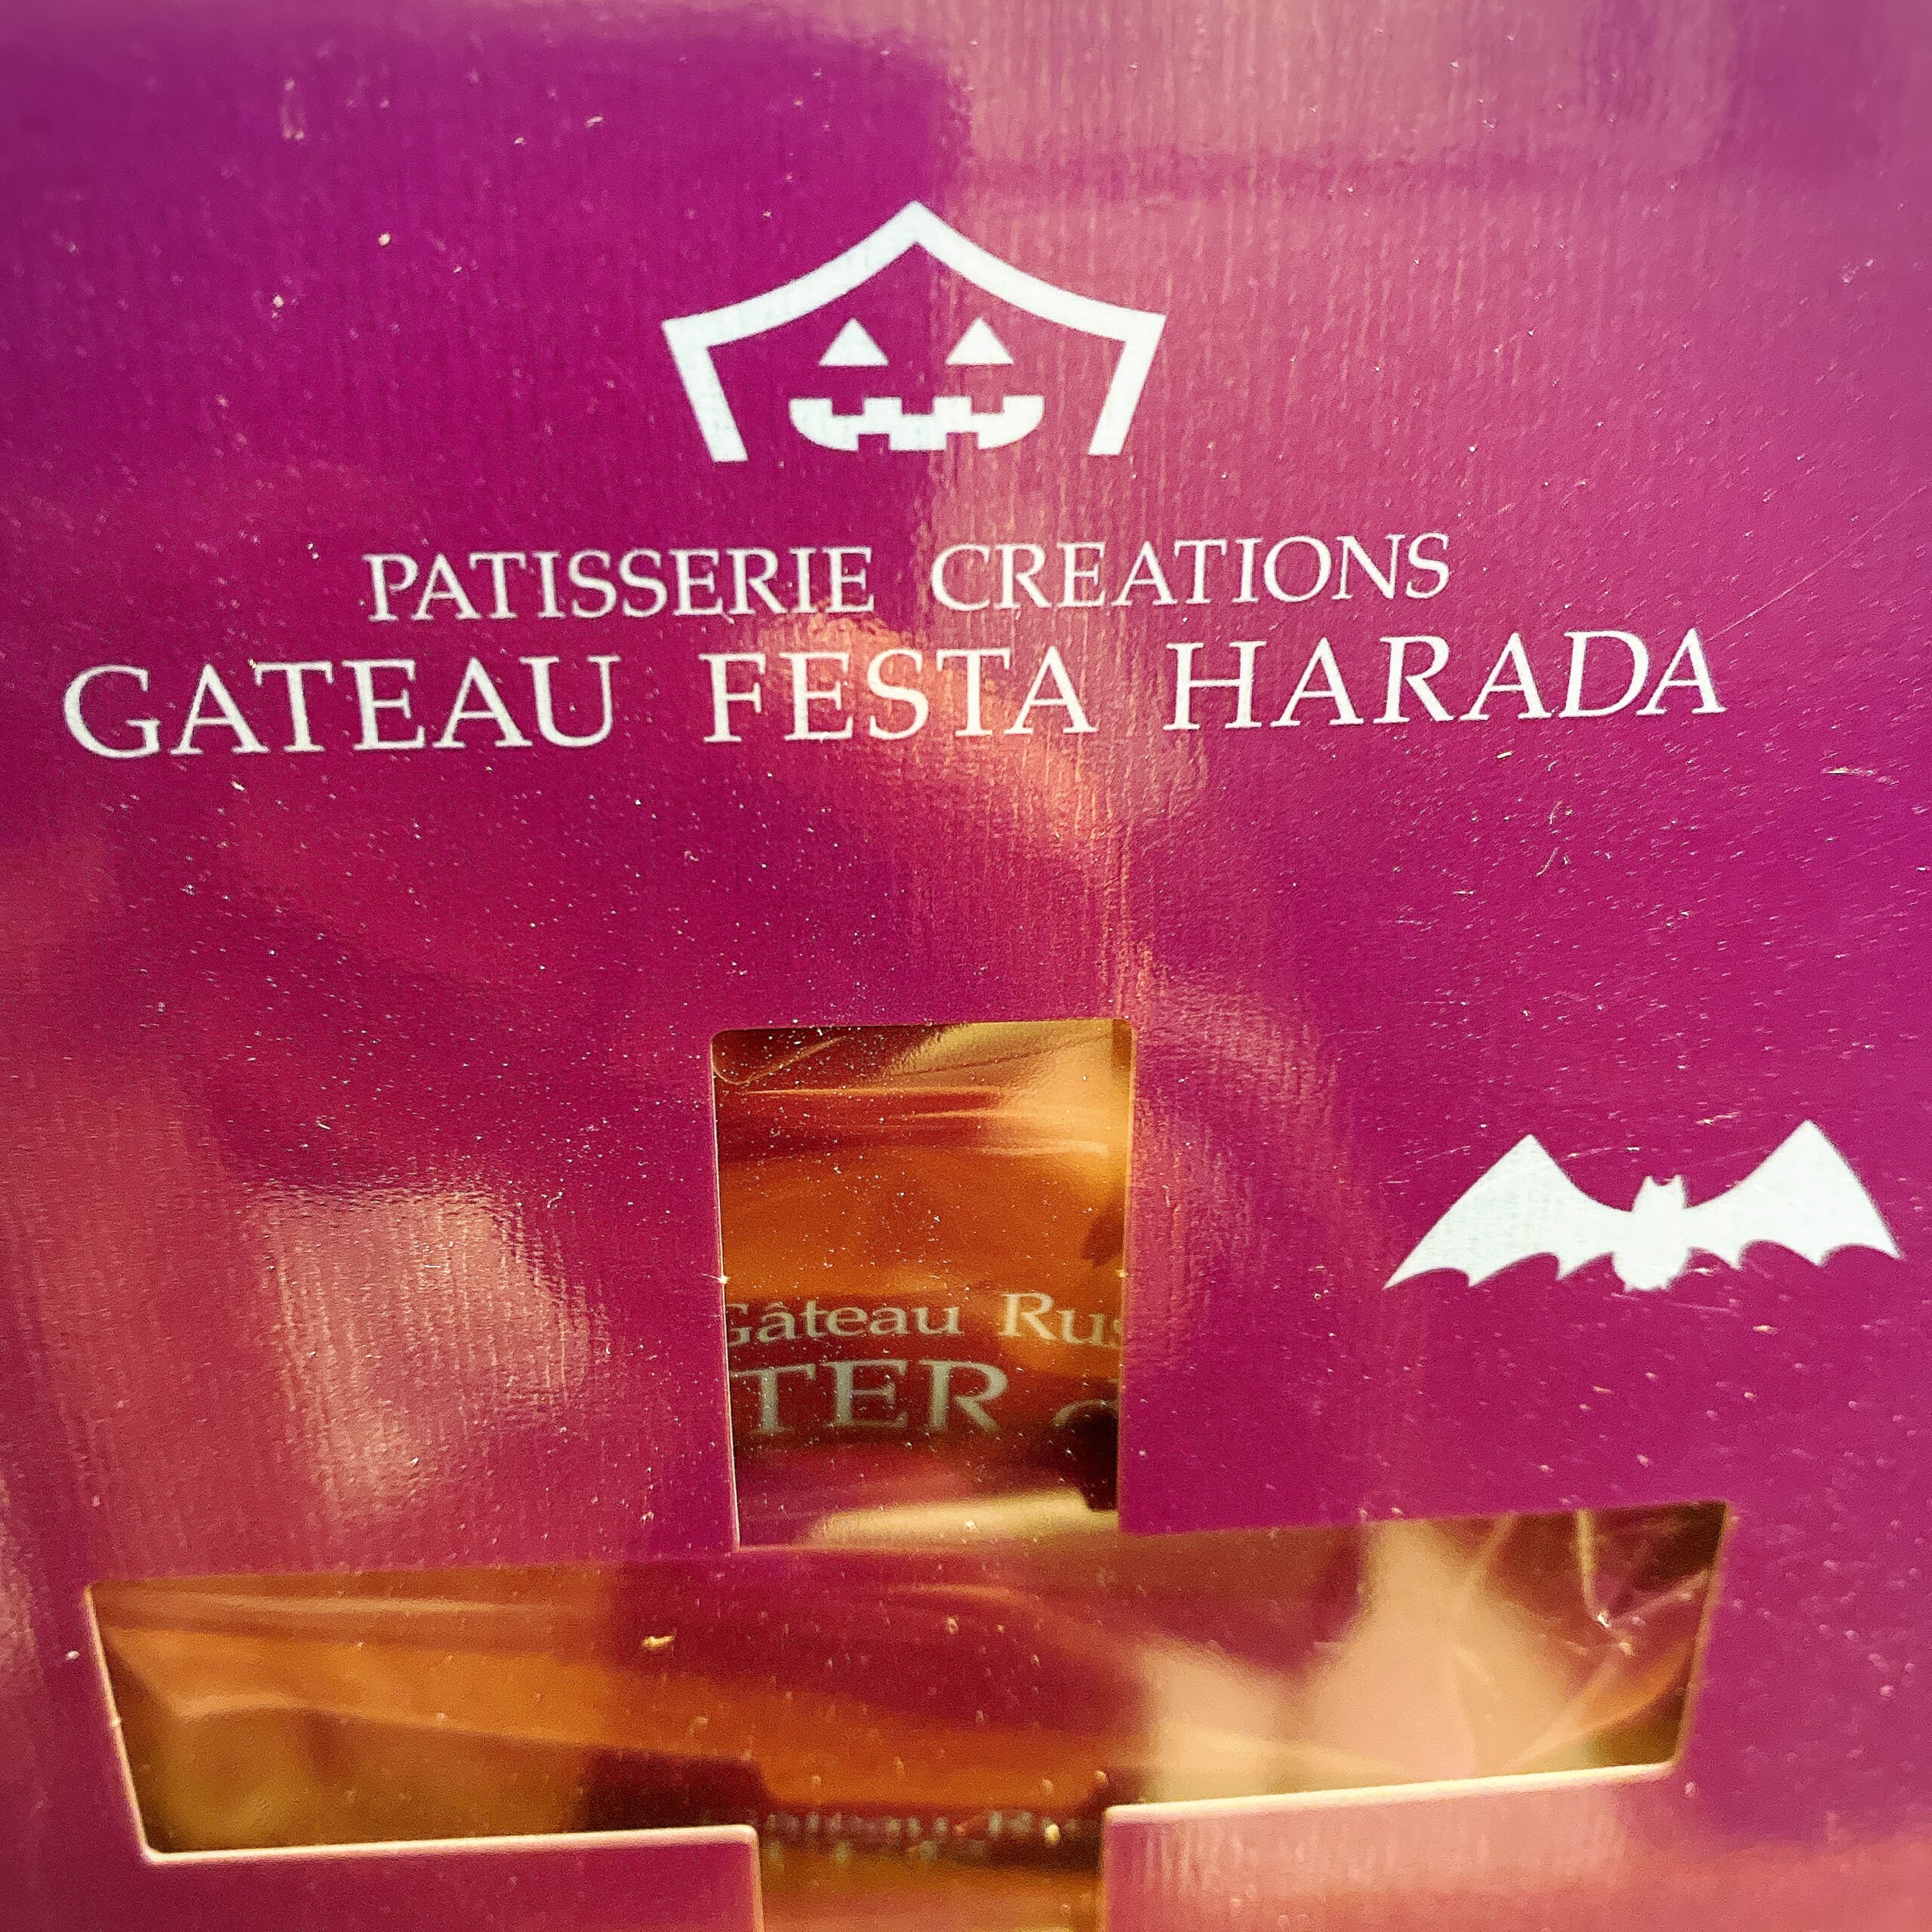 PATISSERIE CREATIONS
GATEAU FESTA HARADA
Gâteau Rus
TER